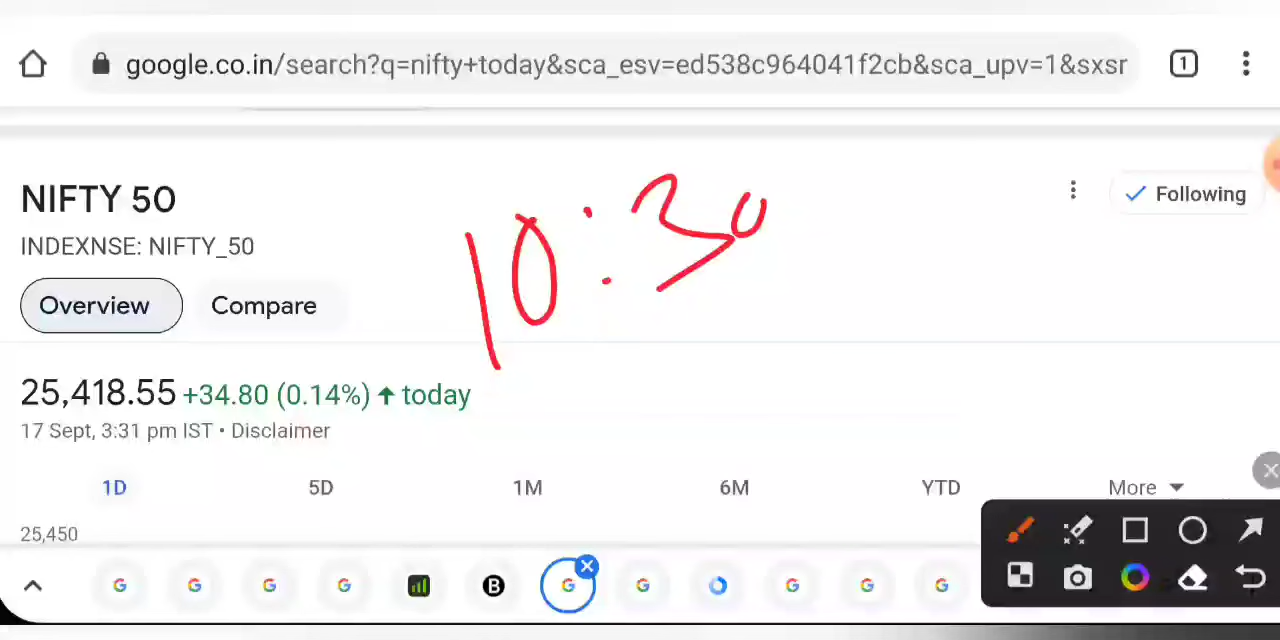 google.co.in/search?q=nifty+today&sca_esv=ed538c964041f2cb&sca_upv=1&sxsr
1
NIFTY 50
10:30
Following
INDEXNSE: NIFTY_50
Overview
Compare
25,418.55 +34.80 (0.14%) ↑ today
17 Sept, 3:31 pm IST • Disclaimer
1D 5D 1M 6M YTD More
25,450
G G G G B G G G G G